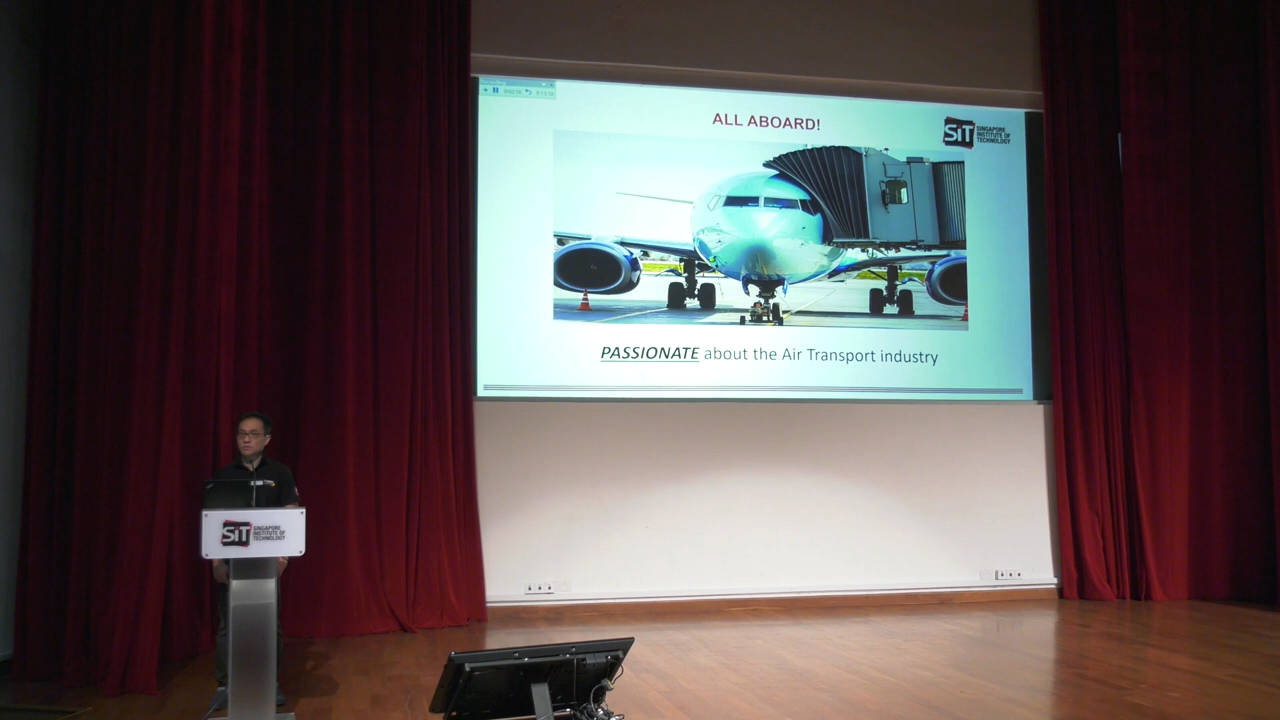 ALL ABOARD!
SiT SINGAPORE
INSTITUTE OF
TECHNOLOGY
PASSIONATE about the Air Transport industry
SiT SINGAPORE
INSTITUTE OF
TECHNOLOGY